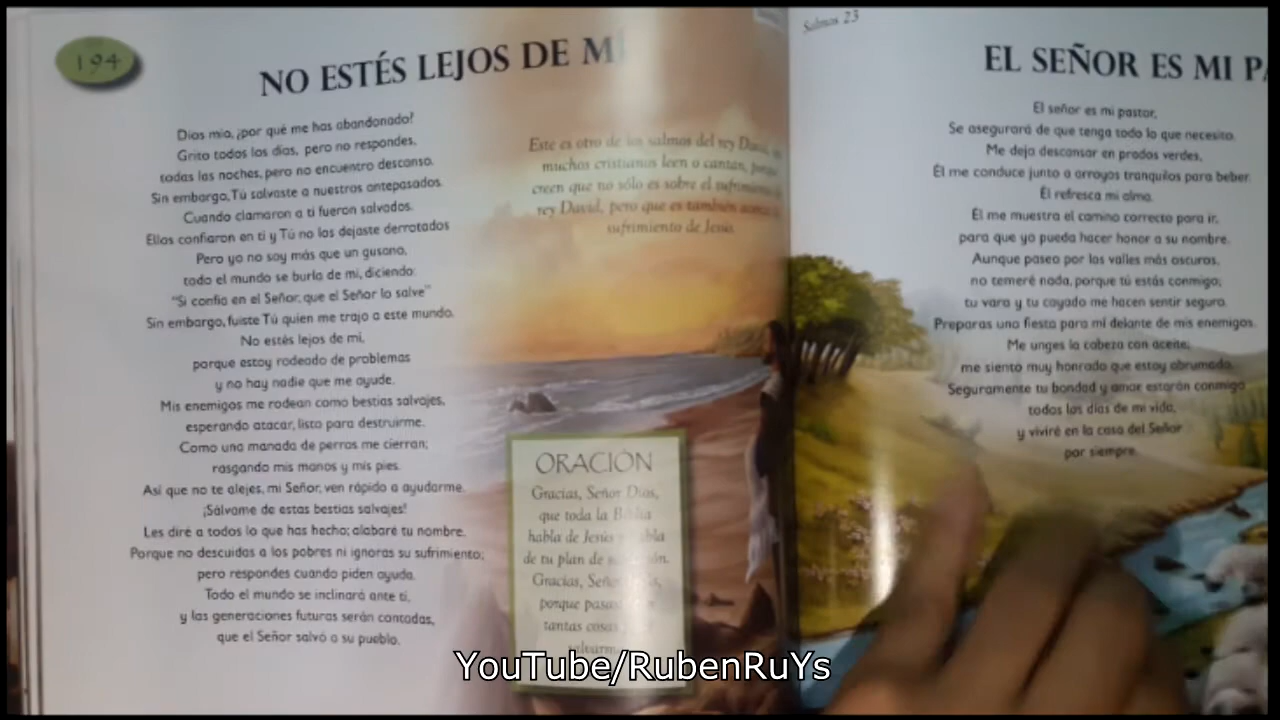 194
NO ESTÉS LEJOS DE M
Dios mío, ¿por qué me has abandonado?
Grito todos los días, pero no respondes,
todas las noches, pero no encuentro descanso.
Sin embargo, Tú salvaste a nuestros antepasados.
Cuando clamaron a ti fueron salvados.
Ellos confiaron en ti y Tú no los dejaste derrotados
Pero yo no soy más que un gusano,
todo el mundo se burla de mí, diciendo:
"Si confía en el Señor, que el Señor lo salve"
Sin embargo, fuiste Tú quien me trajo a este mundo.
No estés lejos de mí,
porque estoy rodeado de problemas
y no hay nadie que me ayude.
Mis enemigos me rodean como bestias salvajes,
esperando atacar, listo para destruirme.
Como una manada de perros me cierran;
rasgando mis manos y mis pies.
Así que no te alejes, mi Señor, ven rápido a ayudarme.
¡Sálvame de estas bestias salvajes!
Les diré a todos lo que has hecho; alabaré tu nombre.
Porque no descuidas a los pobres ni ignoras su sufrimiento;
pero respondes cuando piden ayuda.
Todo el mundo se inclinará ante ti,
y las generaciones futuras serán contadas,
que el Señor salvó a su pueblo.
Este es otro de los salmos del rey David,
muchos cristianos leen o cantan,
creen que no sólo es sobre el sufrimiento
rey David, pero que es también
sufrimiento de Jesús.
ORACIÓN
Gracias, Señor Dios,
que toda la Biblia
habla de Jesús
de tu plan de
Gracias, Señor
porque
tantas cosas
Salmos 23
EL SEÑOR ES MI PA
El señor es mi pastor,
Se asegurará de que tenga todo lo que necesito.
Me deja descansar en prados verdes,
Él me conduce junto a arroyos tranquilos para beber.
Él refresca mi alma.
Él me muestra el camino correcto para ir,
para que yo pueda hacer honor a su nombre.
Aunque paseo por los valles más oscuros,
no temeré nada, porque tú estás conmigo;
tu vara y tu cayado me hacen sentir seguro.
Preparas una fiesta para mí delante de mis enemigos.
Me unges la cabeza con aceite;
me siento muy honrado que estoy abrumado.
Seguramente tu bondad y amor estarán conmigo
todos los días de mi vida,
y viviré en la casa del Señor
por siempre.
YouTube/RubenRuYs